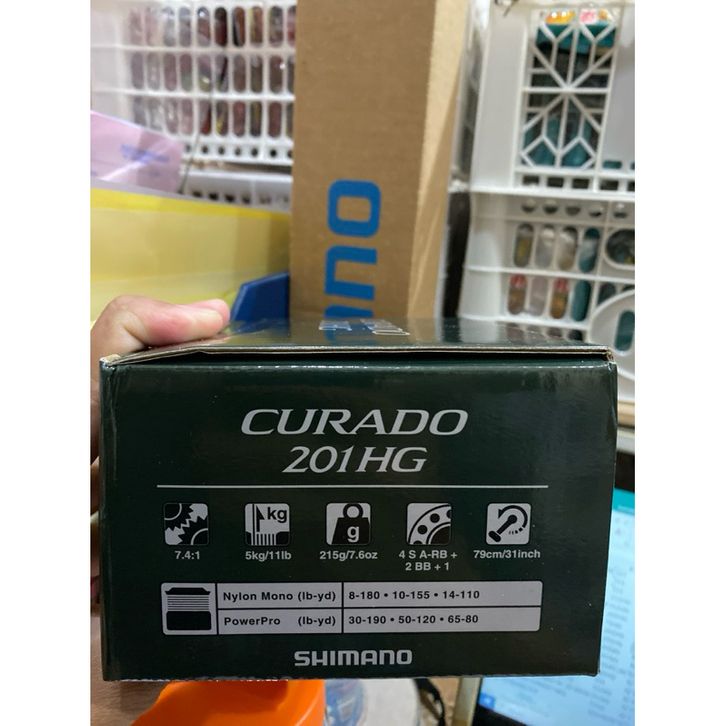 CURADO
201HG
kg
g
7.4:1
5kg/11lb
215g/7.6oz
4 S A-RB +
2 BB + 1
79cm/31inch
Nylon Mono (lb-yd) 8-180 • 10-155 • 14-110
PowerPro (lb-yd) 30-190 • 50-120 • 65-80
SHIMANO